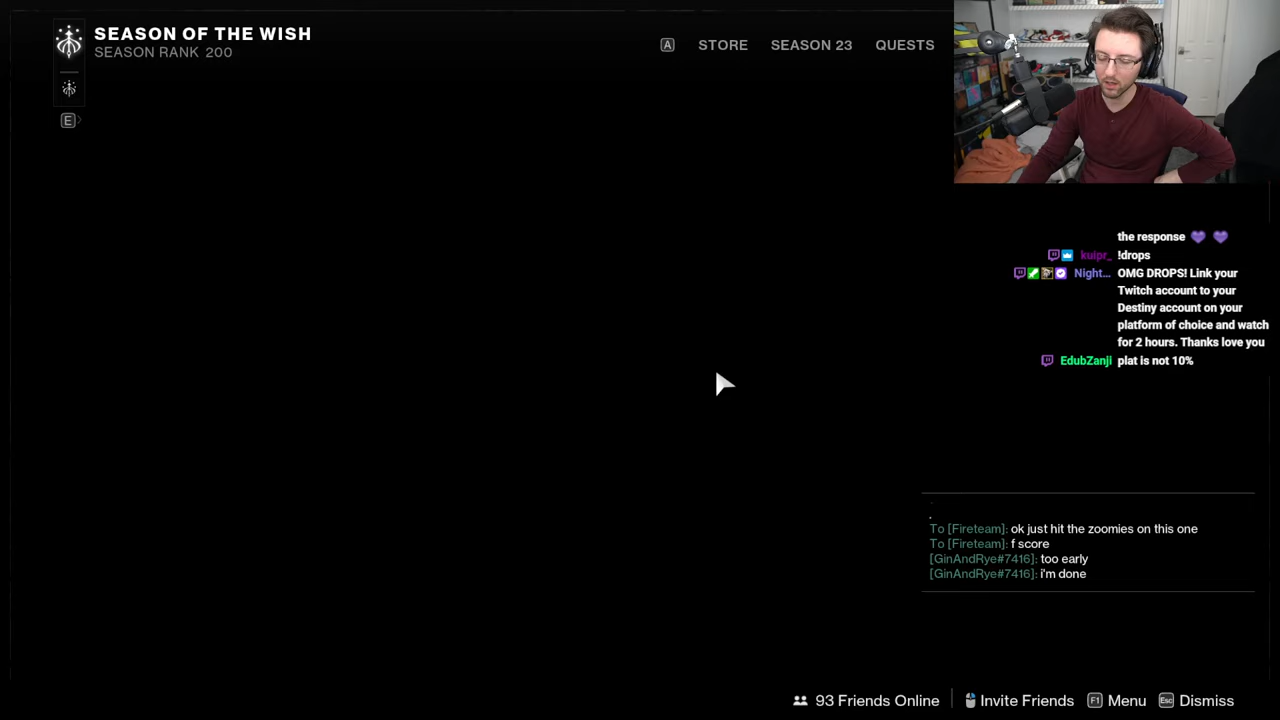 SEASON OF THE WISH
SEASON RANK 200
A STORE SEASON 23 QUESTS
E
the response 💜 💜
kuipr_ !drops
Night... OMG DROPS! Link your
Twitch account to your
Destiny account on your
platform of choice and watch
for 2 hours. Thanks love you
EdubZanji plat is not 10%
To [Fireteam]: ok just hit the zoomies on this one
To [Fireteam]: f score
[GinAndRye#7416]: too early
[GinAndRye#7416]: i'm done
93 Friends Online Invite Friends F1 Menu Esc Dismiss